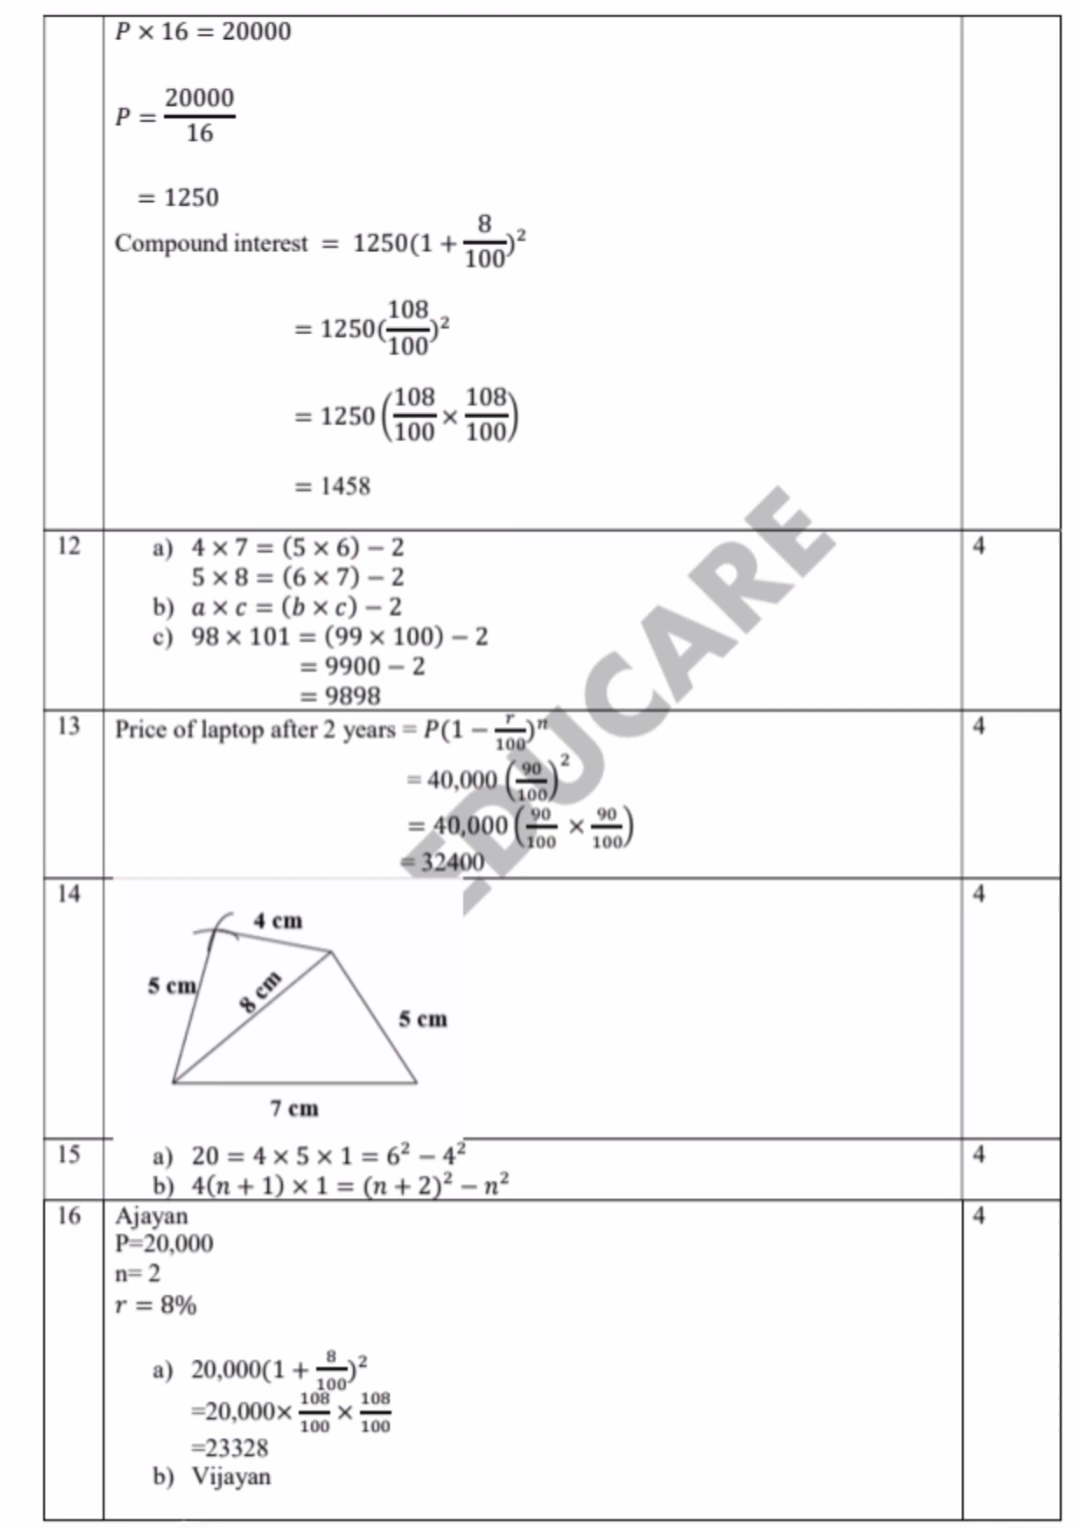 P × 16 = 20000
P = 20000/16
= 1250
Compound interest = 1250(1 + 8/100)²
= 1250(108/100)²
= 1250 (108/100 × 108/100)
= 1458
12 a) 4 × 7 = (5 × 6) − 2 4
5 × 8 = (6 × 7) − 2
b) a × c = (b × c) − 2
c) 98 × 101 = (99 × 100) − 2
= 9900 − 2
= 9898
13 Price of laptop after 2 years = P(1 − r/100)ⁿ 4
= 40,000 (90/100)²
= 40,000 (90/100 × 90/100)
= 32400
14 4
4 cm
5 cm
8 cm
5 cm
7 cm
15 a) 20 = 4 × 5 × 1 = 6² − 4² 4
b) 4(n + 1) × 1 = (n + 2)² − n²
16 Ajayan 4
P=20,000
n= 2
r = 8%
a) 20,000(1 + 8/100)²
=20,000× 108/100 × 108/100
=23328
b) Vijayan
EDUCARE